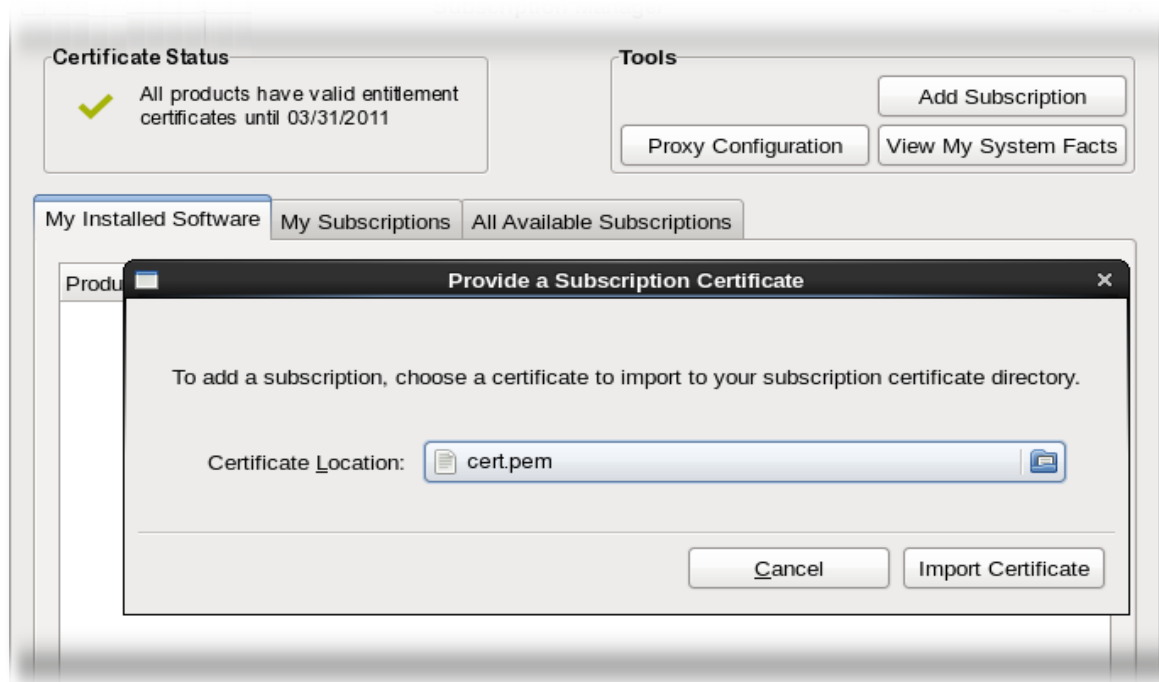 Certificate Status
All products have valid entitlement
certificates until 03/31/2011
Tools
Add Subscription
Proxy Configuration
View My System Facts
My Installed Software
My Subscriptions
All Available Subscriptions
Produ
Provide a Subscription Certificate
To add a subscription, choose a certificate to import to your subscription certificate directory.
Certificate Location:
cert.pem
Cancel
Import Certificate